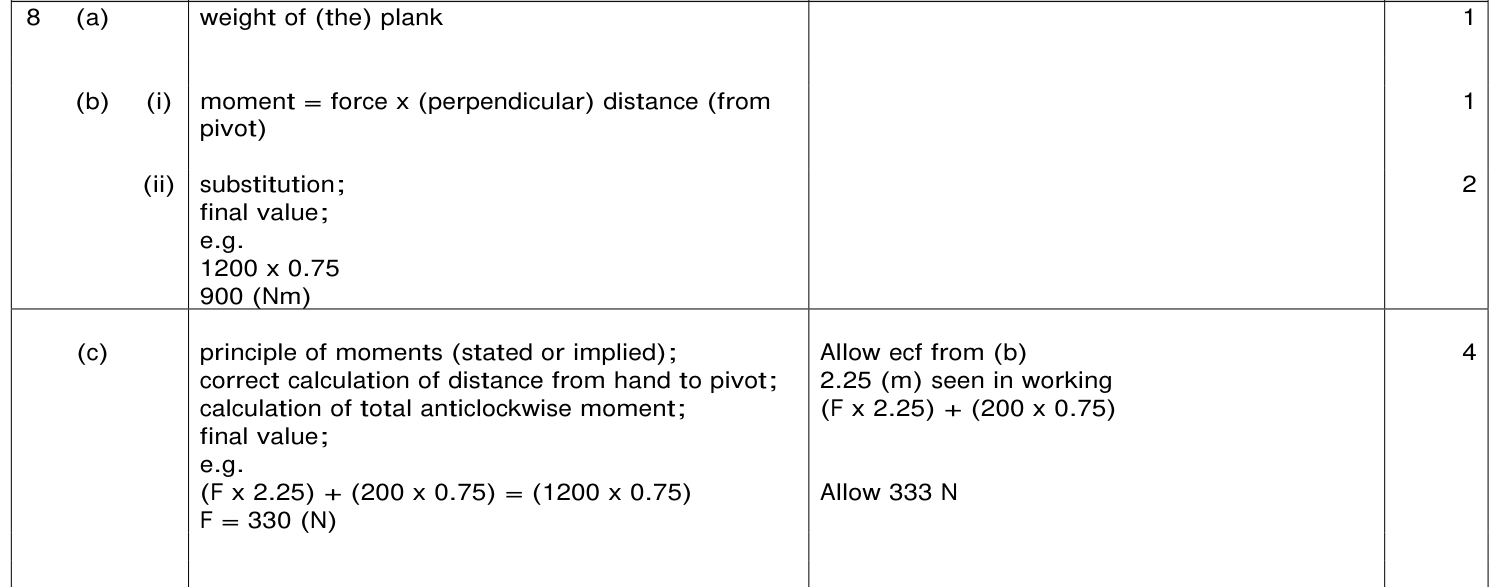 8 (a) weight of (the) plank 1
(b) (i) moment = force x (perpendicular) distance (from 1
pivot)
(ii) substitution; 2
final value;
e.g.
1200 x 0.75
900 (Nm)
(c) principle of moments (stated or implied); Allow ecf from (b) 4
correct calculation of distance from hand to pivot; 2.25 (m) seen in working
calculation of total anticlockwise moment; (F x 2.25) + (200 x 0.75)
final value;
e.g.
(F x 2.25) + (200 x 0.75) = (1200 x 0.75) Allow 333 N
F = 330 (N)